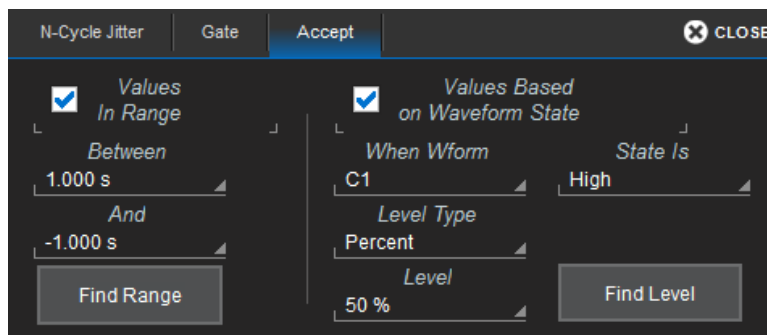 N-Cycle Jitter Gate Accept CLOSE
Values
In Range
Between
1.000 s
And
-1.000 s
Find Range
Values Based
on Waveform State
When Wform
C1
Level Type
Percent
Level
50 %
State Is
High
Find Level